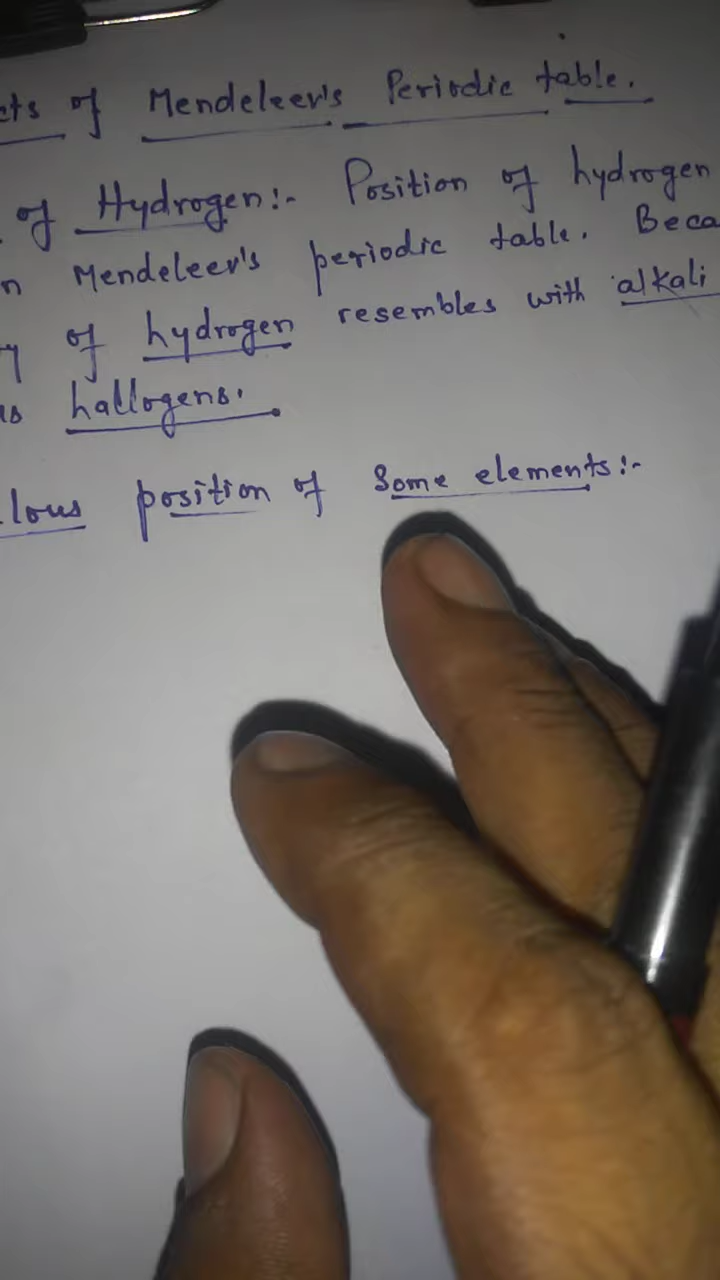 cts of Mendeleev's Periodic table.
of Hydrogen:- Position of hydrogen
n Mendeleev's periodic table. Beca
y of hydrogen resembles with alkali
as hallogens.
lous position of Some elements:-